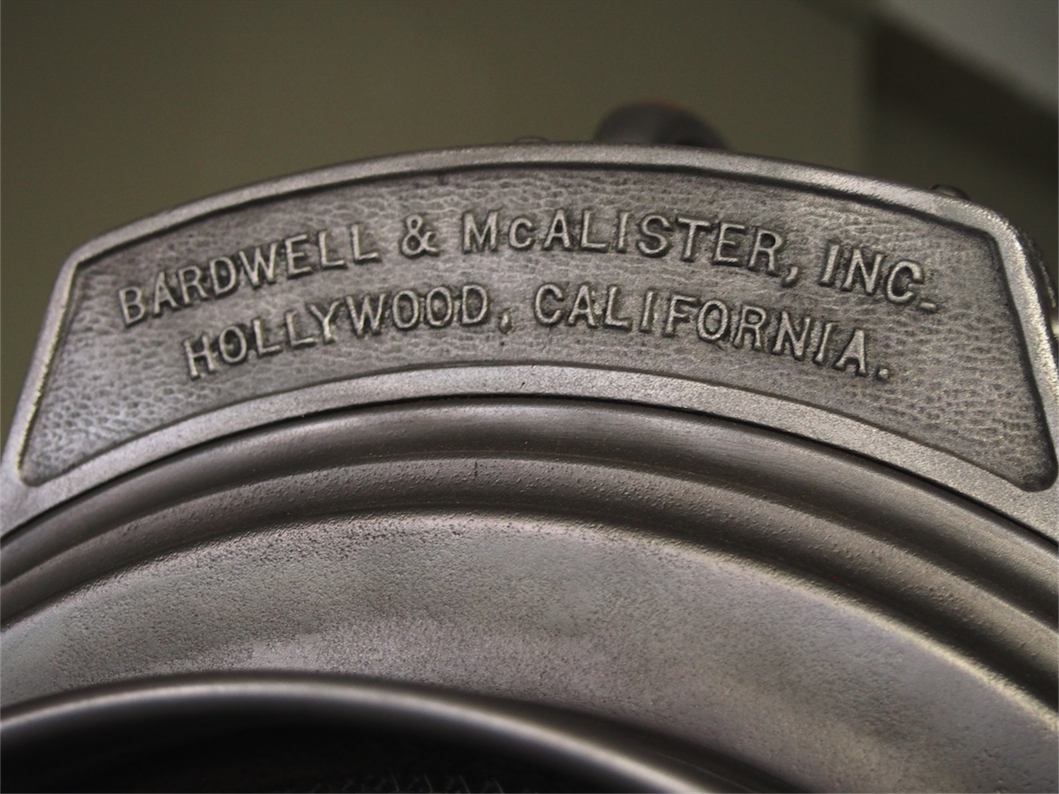 BARDWELL & McALISTER, INC.
HOLLYWOOD, CALIFORNIA.